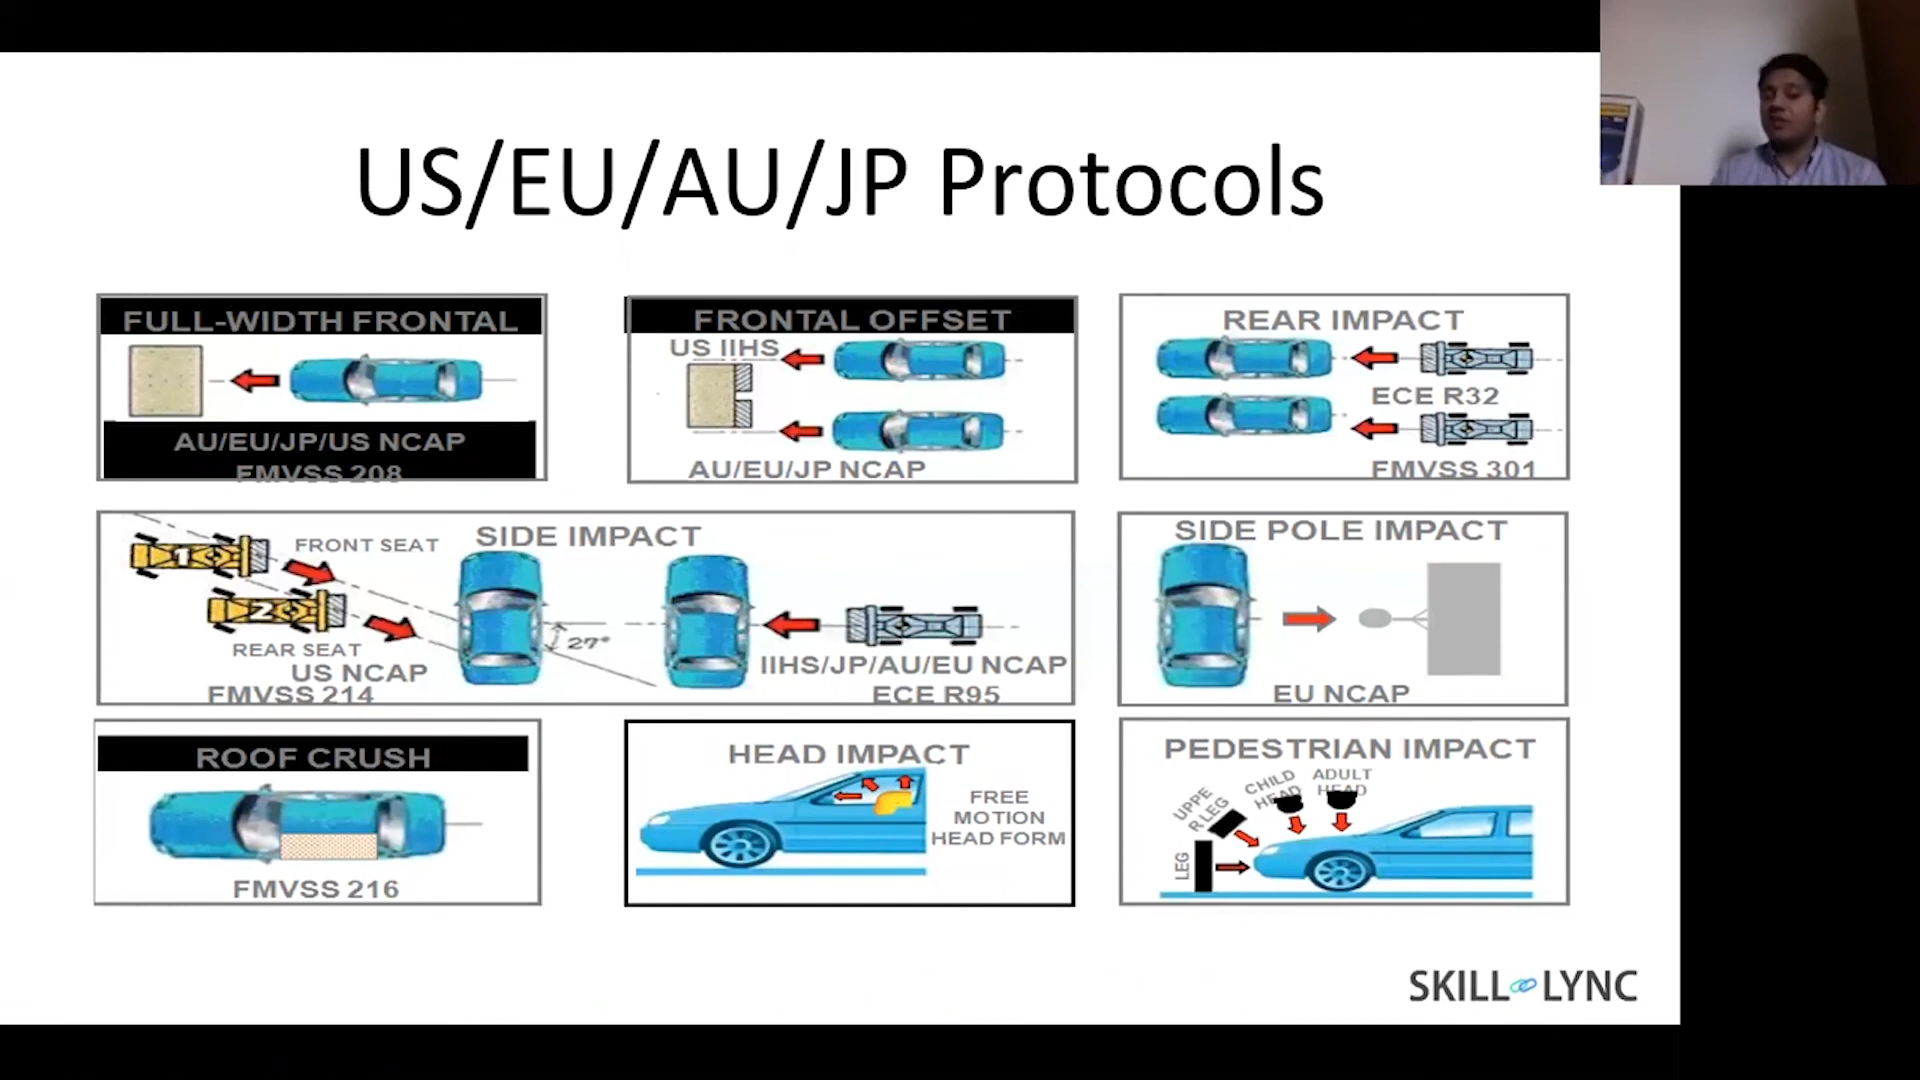 US/EU/AU/JP Protocols
FULL-WIDTH FRONTAL
AU/EU/JP/US NCAP
FMVSS 208
FRONTAL OFFSET
US IIHS
AU/EU/JP NCAP
REAR IMPACT
ECE R32
FMVSS 301
SIDE IMPACT
FRONT SEAT
1
2
REAR SEAT
US NCAP
FMVSS 214
27°
IIHS/JP/AU/EU NCAP
ECE R95
SIDE POLE IMPACT
EU NCAP
ROOF CRUSH
FMVSS 216
HEAD IMPACT
FREE
MOTION
HEAD FORM
PEDESTRIAN IMPACT
LEG
UPPE
R LEG
CHILD
HEAD
ADULT
HEAD
SKILL LYNC